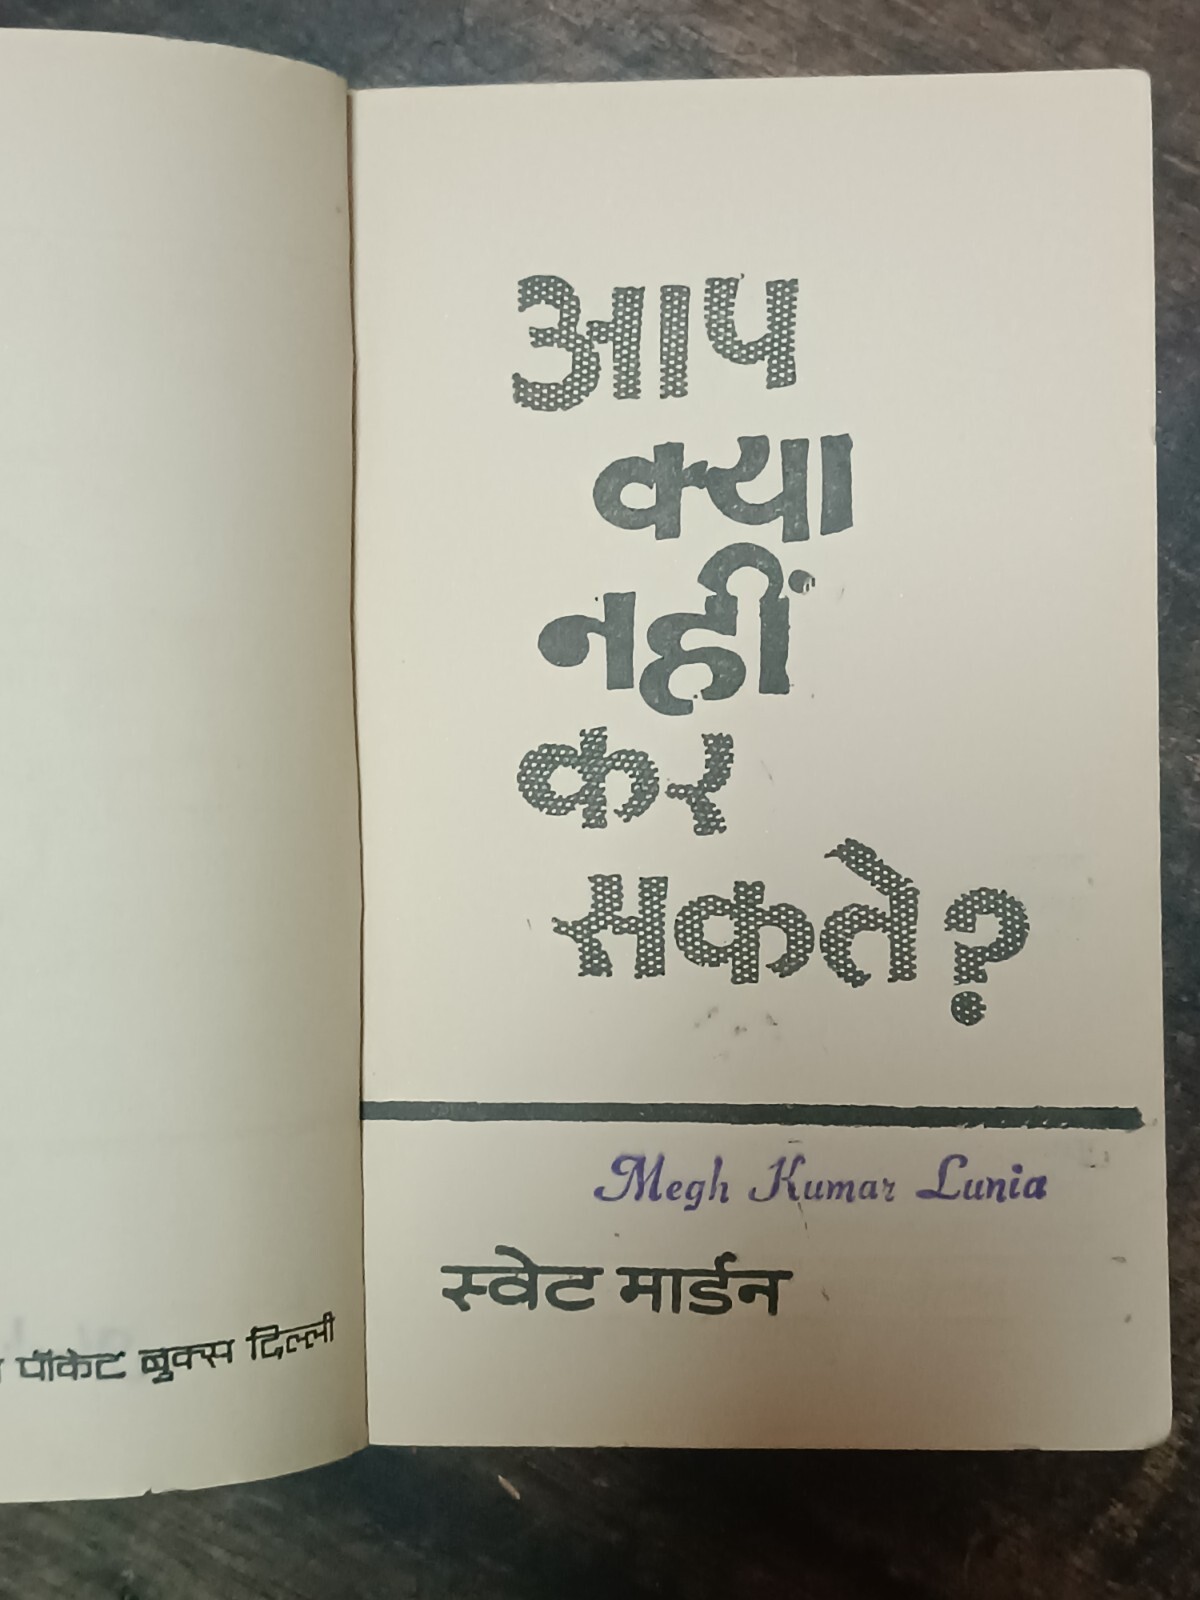 पॉकेट बुक्स दिल्ली
आप
क्या
नहीं
कर
सकते?
Megh Kumar Lunia
स्वेट मार्डन